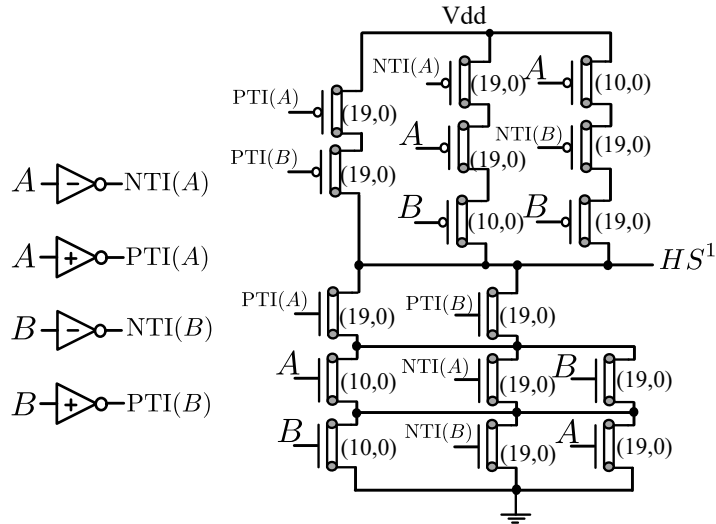 Vdd
NTI(A) (19,0) A (10,0)
PTI(A) (19,0)
A (19,0) NTI(B) (19,0)
PTI(B) (19,0)
A − NTI(A)
B (10,0) B (19,0)
A + PTI(A)
HS¹
PTI(A) (19,0) PTI(B) (19,0)
B − NTI(B)
A (10,0) NTI(A) (19,0) B (19,0)
B + PTI(B)
B (10,0) NTI(B) (19,0) A (19,0)